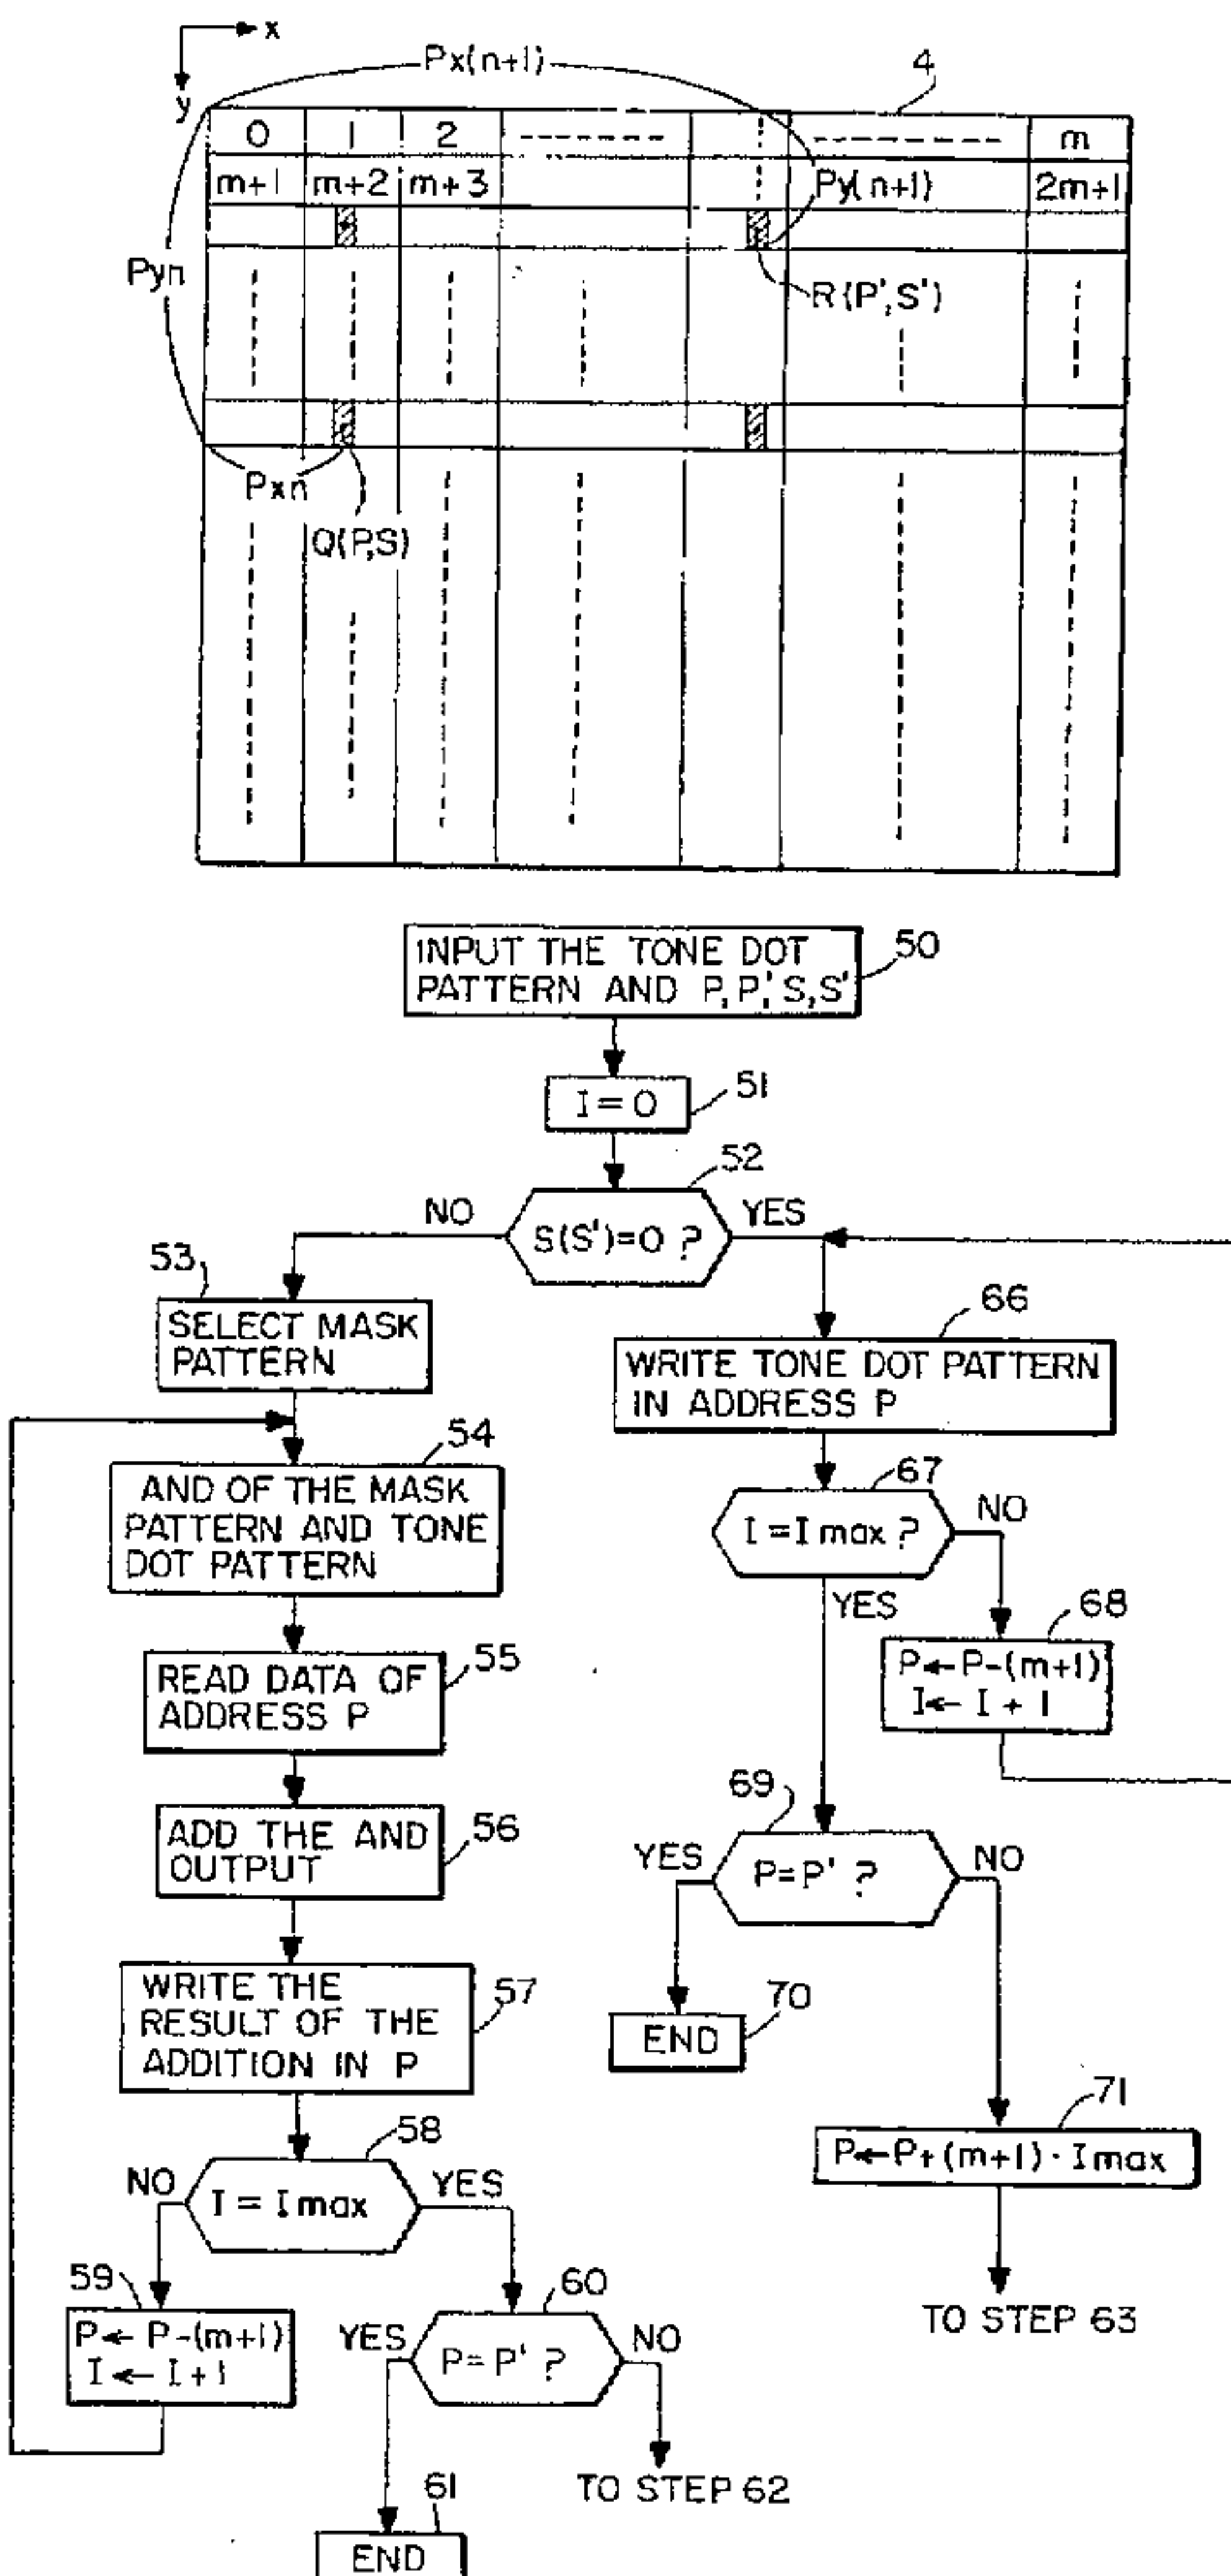 x
Px(n+1)
4
y
0 1 2 m
m+1 m+2 m+3 Py(n+1) 2m+1
Pyn
R(P',S')
Pxn
Q(P,S)
INPUT THE TONE DOT
PATTERN AND P, P', S, S'
50
I = 0
51
52
NO
S(S')=0 ?
YES
53
SELECT MASK
PATTERN
66
WRITE TONE DOT PATTERN
IN ADDRESS P
54
AND OF THE MASK
PATTERN AND TONE
DOT PATTERN
67
I = I max ?
NO
YES
68
P ← P-(m+1)
I ← I + 1
55
READ DATA OF
ADDRESS P
69
YES
P=P' ?
NO
56
ADD THE AND
OUTPUT
57
WRITE THE
RESULT OF THE
ADDITION IN P
70
END
71
P←P+(m+1)·I max
58
NO
I = I max
YES
TO STEP 63
59
P ← P-(m+1)
I ← I+1
60
YES
P=P' ?
NO
TO STEP 62
61
END